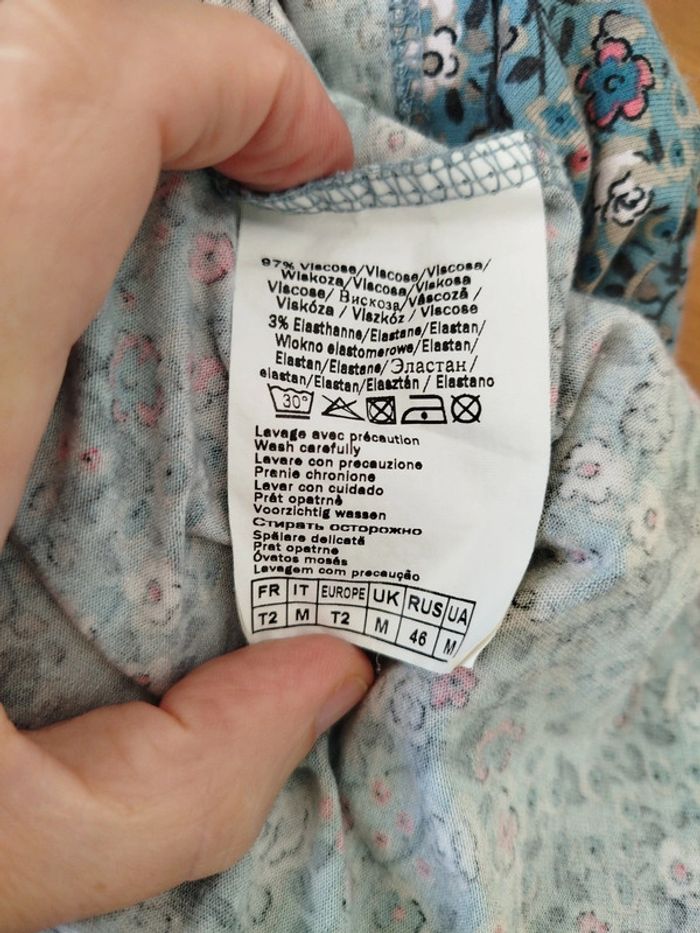 97% Viscose/Viscose/Viscosa/
Wiskoza/Viscosa/Viskosa
Viscose/ Вискоза/Vâscoză /
Viskóza / Viszkóz / Viscose
3% Elasthanne/Elastane/Elastan/
Wlokno elastomerowe/Elastan/
Elastan/Elastane/Эластан /
elastan/Elastan/Elasztán / Elastano
30°
Lavage avec précaution
Wash carefully
Lavare con precauzione
Pranie chronione
Lavar con cuidado
Prát opatrně
Voorzichtig wassen
Стирать осторожно
Spălare delicată
Prat opatrne
Óvatos mosás
Lavagem com precaução
FR IT EUROPE UK RUS UA
T2 M T2 M 46 M